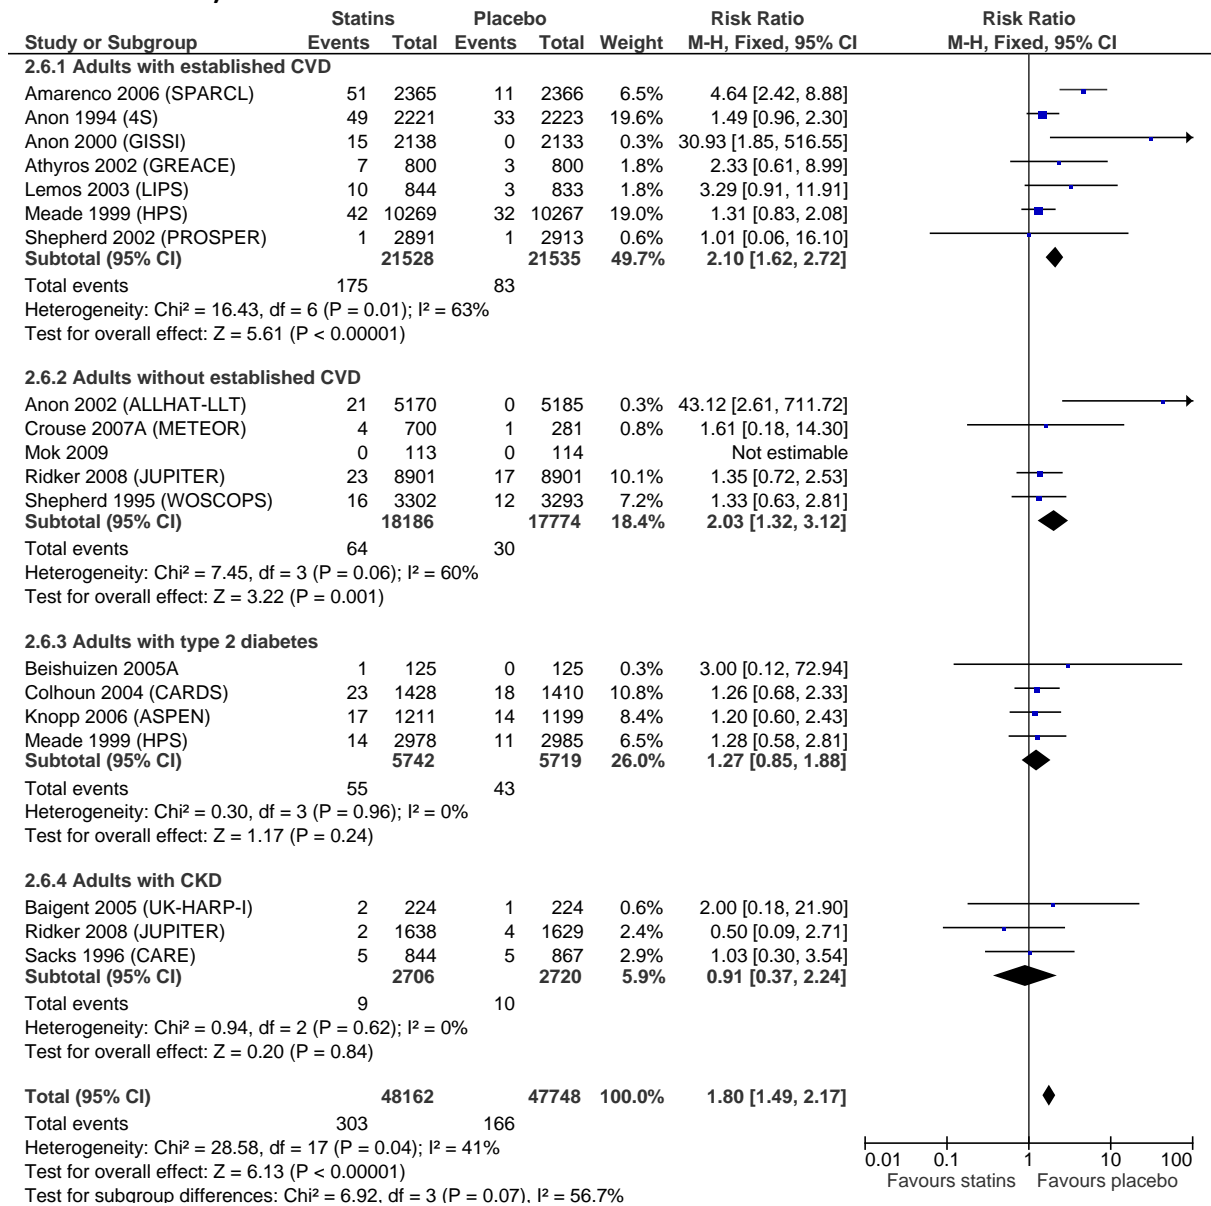 Statins Placebo Risk Ratio Risk Ratio
Study or Subgroup Events Total Events Total Weight M-H, Fixed, 95% CI M-H, Fixed, 95% CI
2.6.1 Adults with established CVD
Amarenco 2006 (SPARCL) 51 2365 11 2366 6.5% 4.64 [2.42, 8.88]
Anon 1994 (4S) 49 2221 33 2223 19.6% 1.49 [0.96, 2.30]
Anon 2000 (GISSI) 15 2138 0 2133 0.3% 30.93 [1.85, 516.55]
Athyros 2002 (GREACE) 7 800 3 800 1.8% 2.33 [0.61, 8.99]
Lemos 2003 (LIPS) 10 844 3 833 1.8% 3.29 [0.91, 11.91]
Meade 1999 (HPS) 42 10269 32 10267 19.0% 1.31 [0.83, 2.08]
Shepherd 2002 (PROSPER) 1 2891 1 2913 0.6% 1.01 [0.06, 16.10]
Subtotal (95% CI) 21528 21535 49.7% 2.10 [1.62, 2.72]
Total events 175 83
Heterogeneity: Chi² = 16.43, df = 6 (P = 0.01); I² = 63%
Test for overall effect: Z = 5.61 (P < 0.00001)
2.6.2 Adults without established CVD
Anon 2002 (ALLHAT-LLT) 21 5170 0 5185 0.3% 43.12 [2.61, 711.72]
Crouse 2007A (METEOR) 4 700 1 281 0.8% 1.61 [0.18, 14.30]
Mok 2009 0 113 0 114 Not estimable
Ridker 2008 (JUPITER) 23 8901 17 8901 10.1% 1.35 [0.72, 2.53]
Shepherd 1995 (WOSCOPS) 16 3302 12 3293 7.2% 1.33 [0.63, 2.81]
Subtotal (95% CI) 18186 17774 18.4% 2.03 [1.32, 3.12]
Total events 64 30
Heterogeneity: Chi² = 7.45, df = 3 (P = 0.06); I² = 60%
Test for overall effect: Z = 3.22 (P = 0.001)
2.6.3 Adults with type 2 diabetes
Beishuizen 2005A 1 125 0 125 0.3% 3.00 [0.12, 72.94]
Colhoun 2004 (CARDS) 23 1428 18 1410 10.8% 1.26 [0.68, 2.33]
Knopp 2006 (ASPEN) 17 1211 14 1199 8.4% 1.20 [0.60, 2.43]
Meade 1999 (HPS) 14 2978 11 2985 6.5% 1.28 [0.58, 2.81]
Subtotal (95% CI) 5742 5719 26.0% 1.27 [0.85, 1.88]
Total events 55 43
Heterogeneity: Chi² = 0.30, df = 3 (P = 0.96); I² = 0%
Test for overall effect: Z = 1.17 (P = 0.24)
2.6.4 Adults with CKD
Baigent 2005 (UK-HARP-I) 2 224 1 224 0.6% 2.00 [0.18, 21.90]
Ridker 2008 (JUPITER) 2 1638 4 1629 2.4% 0.50 [0.09, 2.71]
Sacks 1996 (CARE) 5 844 5 867 2.9% 1.03 [0.30, 3.54]
Subtotal (95% CI) 2706 2720 5.9% 0.91 [0.37, 2.24]
Total events 9 10
Heterogeneity: Chi² = 0.94, df = 2 (P = 0.62); I² = 0%
Test for overall effect: Z = 0.20 (P = 0.84)
Total (95% CI) 48162 47748 100.0% 1.80 [1.49, 2.17]
Total events 303 166
Heterogeneity: Chi² = 28.58, df = 17 (P = 0.04); I² = 41%
Test for overall effect: Z = 6.13 (P < 0.00001)
Test for subgroup differences: Chi² = 6.92, df = 3 (P = 0.07), I² = 56.7%
0.01 0.1 1 10 100
Favours statins Favours placebo